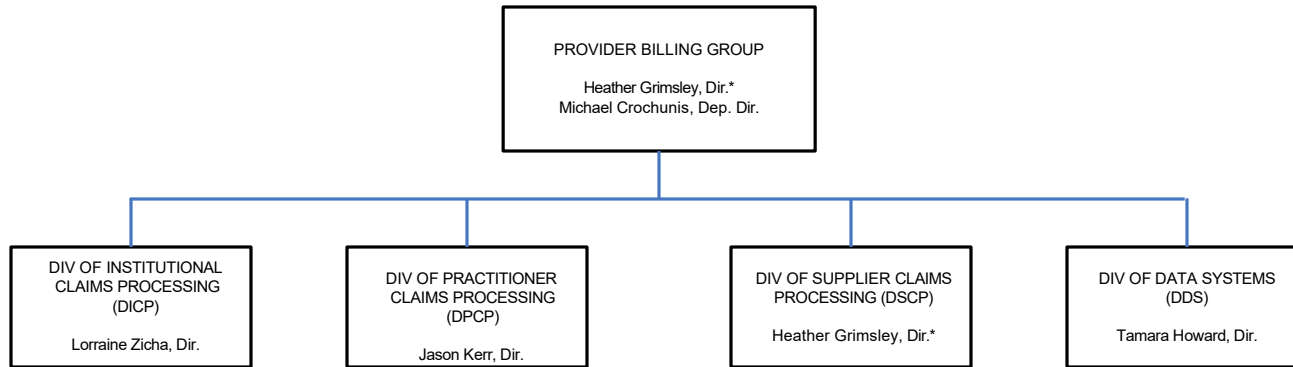 PROVIDER BILLING GROUP
Heather Grimsley, Dir.*
Michael Crochunis, Dep. Dir.
DIV OF INSTITUTIONAL
CLAIMS PROCESSING
(DICP)
Lorraine Zicha, Dir.
DIV OF PRACTITIONER
CLAIMS PROCESSING
(DPCP)
Jason Kerr, Dir.
DIV OF SUPPLIER CLAIMS
PROCESSING (DSCP)
Heather Grimsley, Dir.*
DIV OF DATA SYSTEMS
(DDS)
Tamara Howard, Dir.